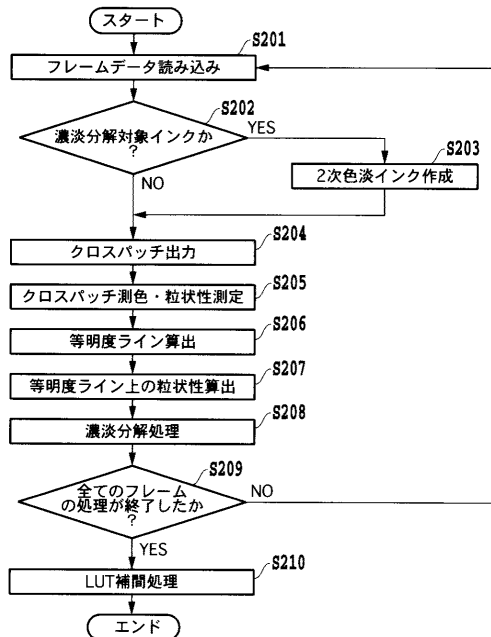 スタート
S201
フレームデータ読み込み
S202
濃淡分解対象インクか
?
YES
NO
S203
2次色淡インク作成
S204
クロスパッチ出力
S205
クロスパッチ測色・粒状性測定
S206
等明度ライン算出
S207
等明度ライン上の粒状性算出
S208
濃淡分解処理
S209
全てのフレーム
の処理が終了したか
?
NO
YES
S210
LUT補間処理
エンド